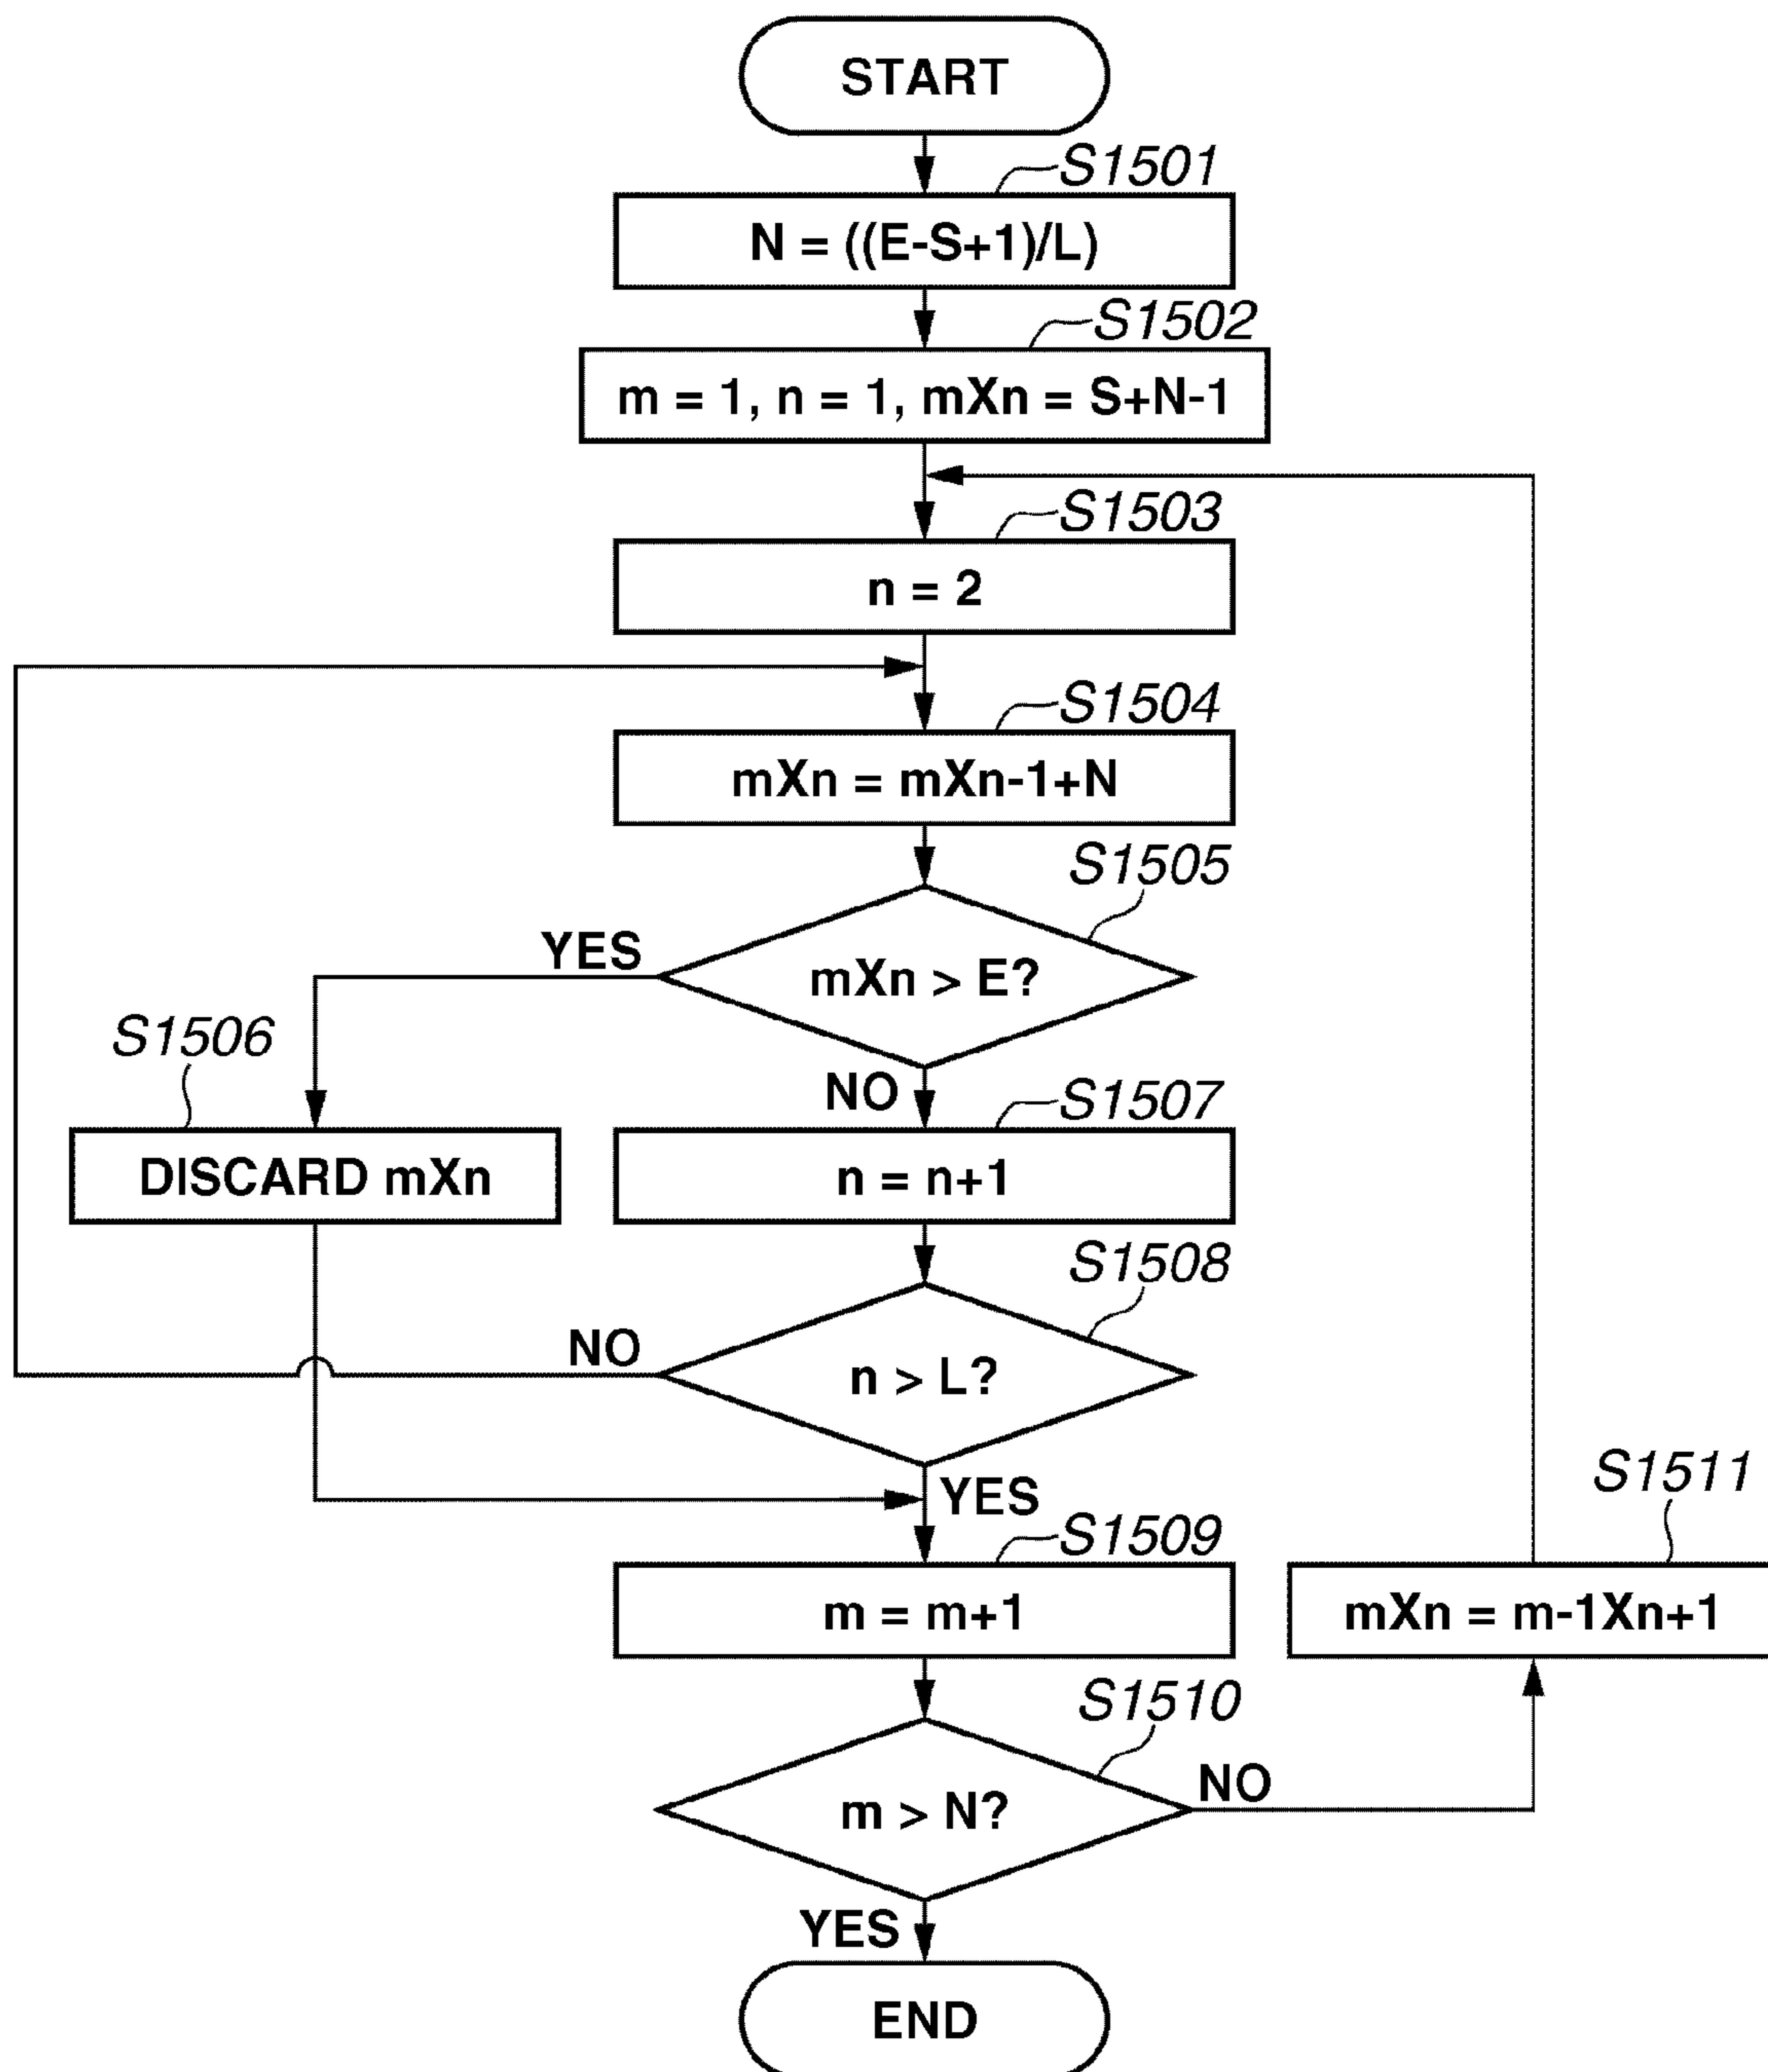 START
S1501
N = ((E-S+1)/L)
S1502
m = 1, n = 1, mXn = S+N-1
S1503
n = 2
S1504
mXn = mXn-1+N
S1505
YES
mXn > E?
S1506
NO
S1507
DISCARD mXn
n = n+1
S1508
NO
n > L?
YES
S1511
S1509
m = m+1
mXn = m-1Xn+1
S1510
NO
m > N?
YES
END